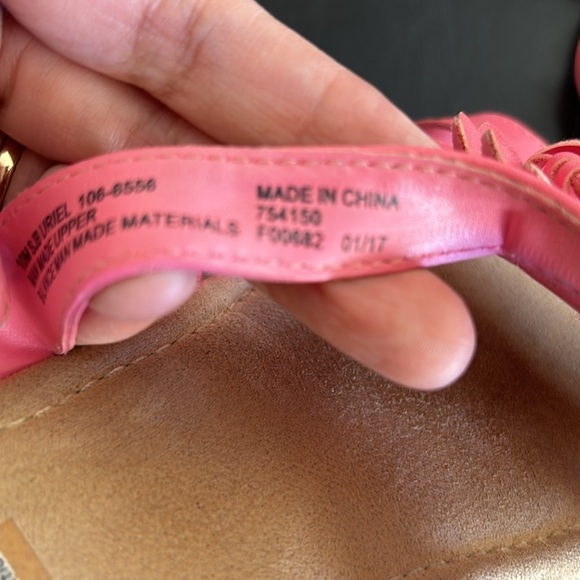 URIEL 106-6556
MADE UPPER
MAN MADE MATERIALS
MADE IN CHINA
754150
F00682 01/17